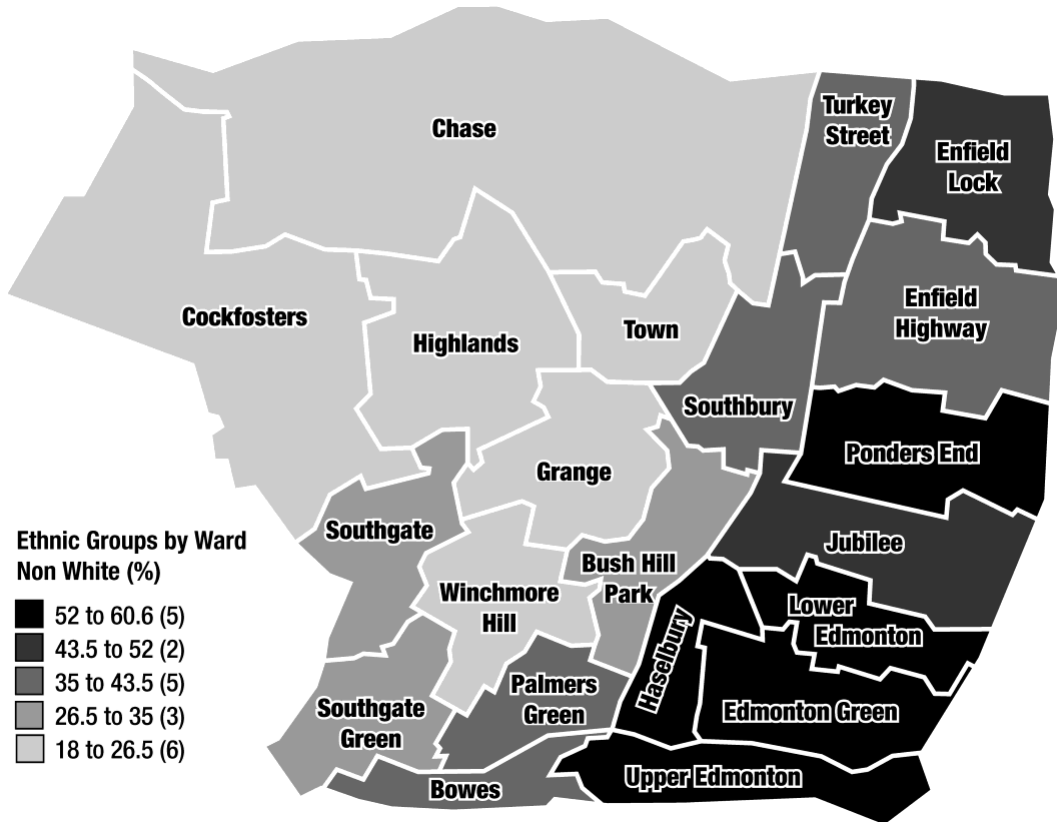 Chase
Turkey
Street
Enfield
Lock
Cockfosters
Highlands
Town
Enfield
Highway
Southbury
Ponders End
Grange
Southgate
Jubilee
Bush Hill
Park
Winchmore
Hill
Lower
Edmonton
Haselbury
Palmers
Green
Southgate
Green
Edmonton Green
Upper Edmonton
Bowes
Ethnic Groups by Ward
Non White (%)
52 to 60.6 (5)
43.5 to 52 (2)
35 to 43.5 (5)
26.5 to 35 (3)
18 to 26.5 (6)